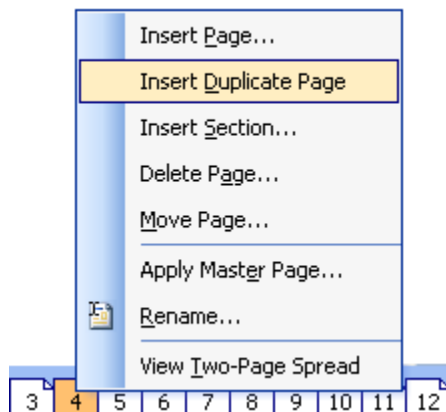 Insert Page...
Insert Duplicate Page
Insert Section...
Delete Page...
Move Page...
Apply Master Page...
Rename...
View Two-Page Spread
3 4 5 6 7 8 9 10 11 12